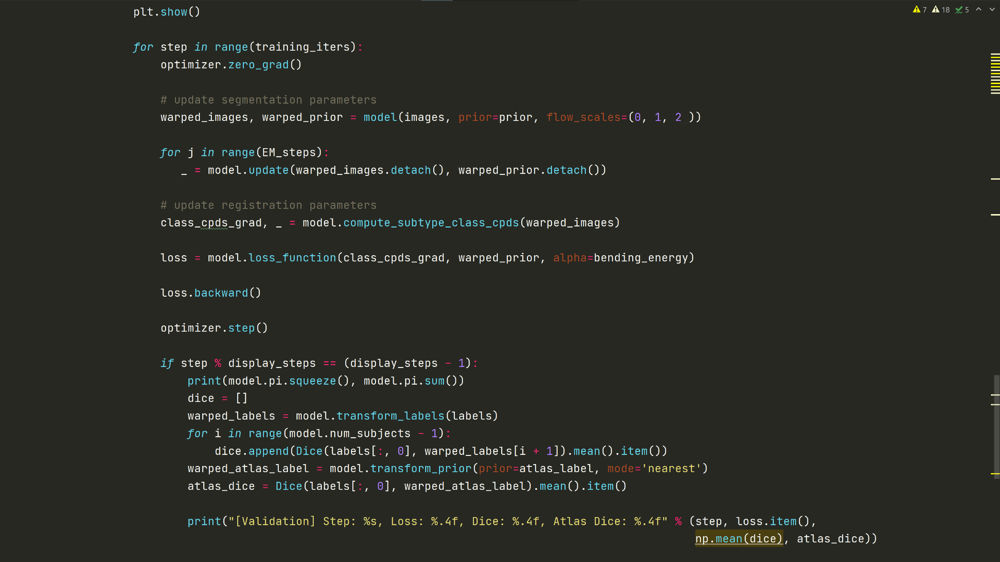 plt.show()
7 18 5
for step in range(training_iters):
optimizer.zero_grad()
# update segmentation parameters
warped_images, warped_prior = model(images, prior=prior, flow_scales=(0, 1, 2 ))
for j in range(EM_steps):
_ = model.update(warped_images.detach(), warped_prior.detach())
# update registration parameters
class_cpds_grad, _ = model.compute_subtype_class_cpds(warped_images)
loss = model.loss_function(class_cpds_grad, warped_prior, alpha=bending_energy)
loss.backward()
optimizer.step()
if step % display_steps == (display_steps - 1):
print(model.pi.squeeze(), model.pi.sum())
dice = []
warped_labels = model.transform_labels(labels)
for i in range(model.num_subjects - 1):
dice.append(Dice(labels[:, 0], warped_labels[i + 1]).mean().item())
warped_atlas_label = model.transform_prior(prior=atlas_label, mode='nearest')
atlas_dice = Dice(labels[:, 0], warped_atlas_label).mean().item()
print("[Validation] Step: %s, Loss: %.4f, Dice: %.4f, Atlas Dice: %.4f" % (step, loss.item(),
np.mean(dice), atlas_dice))